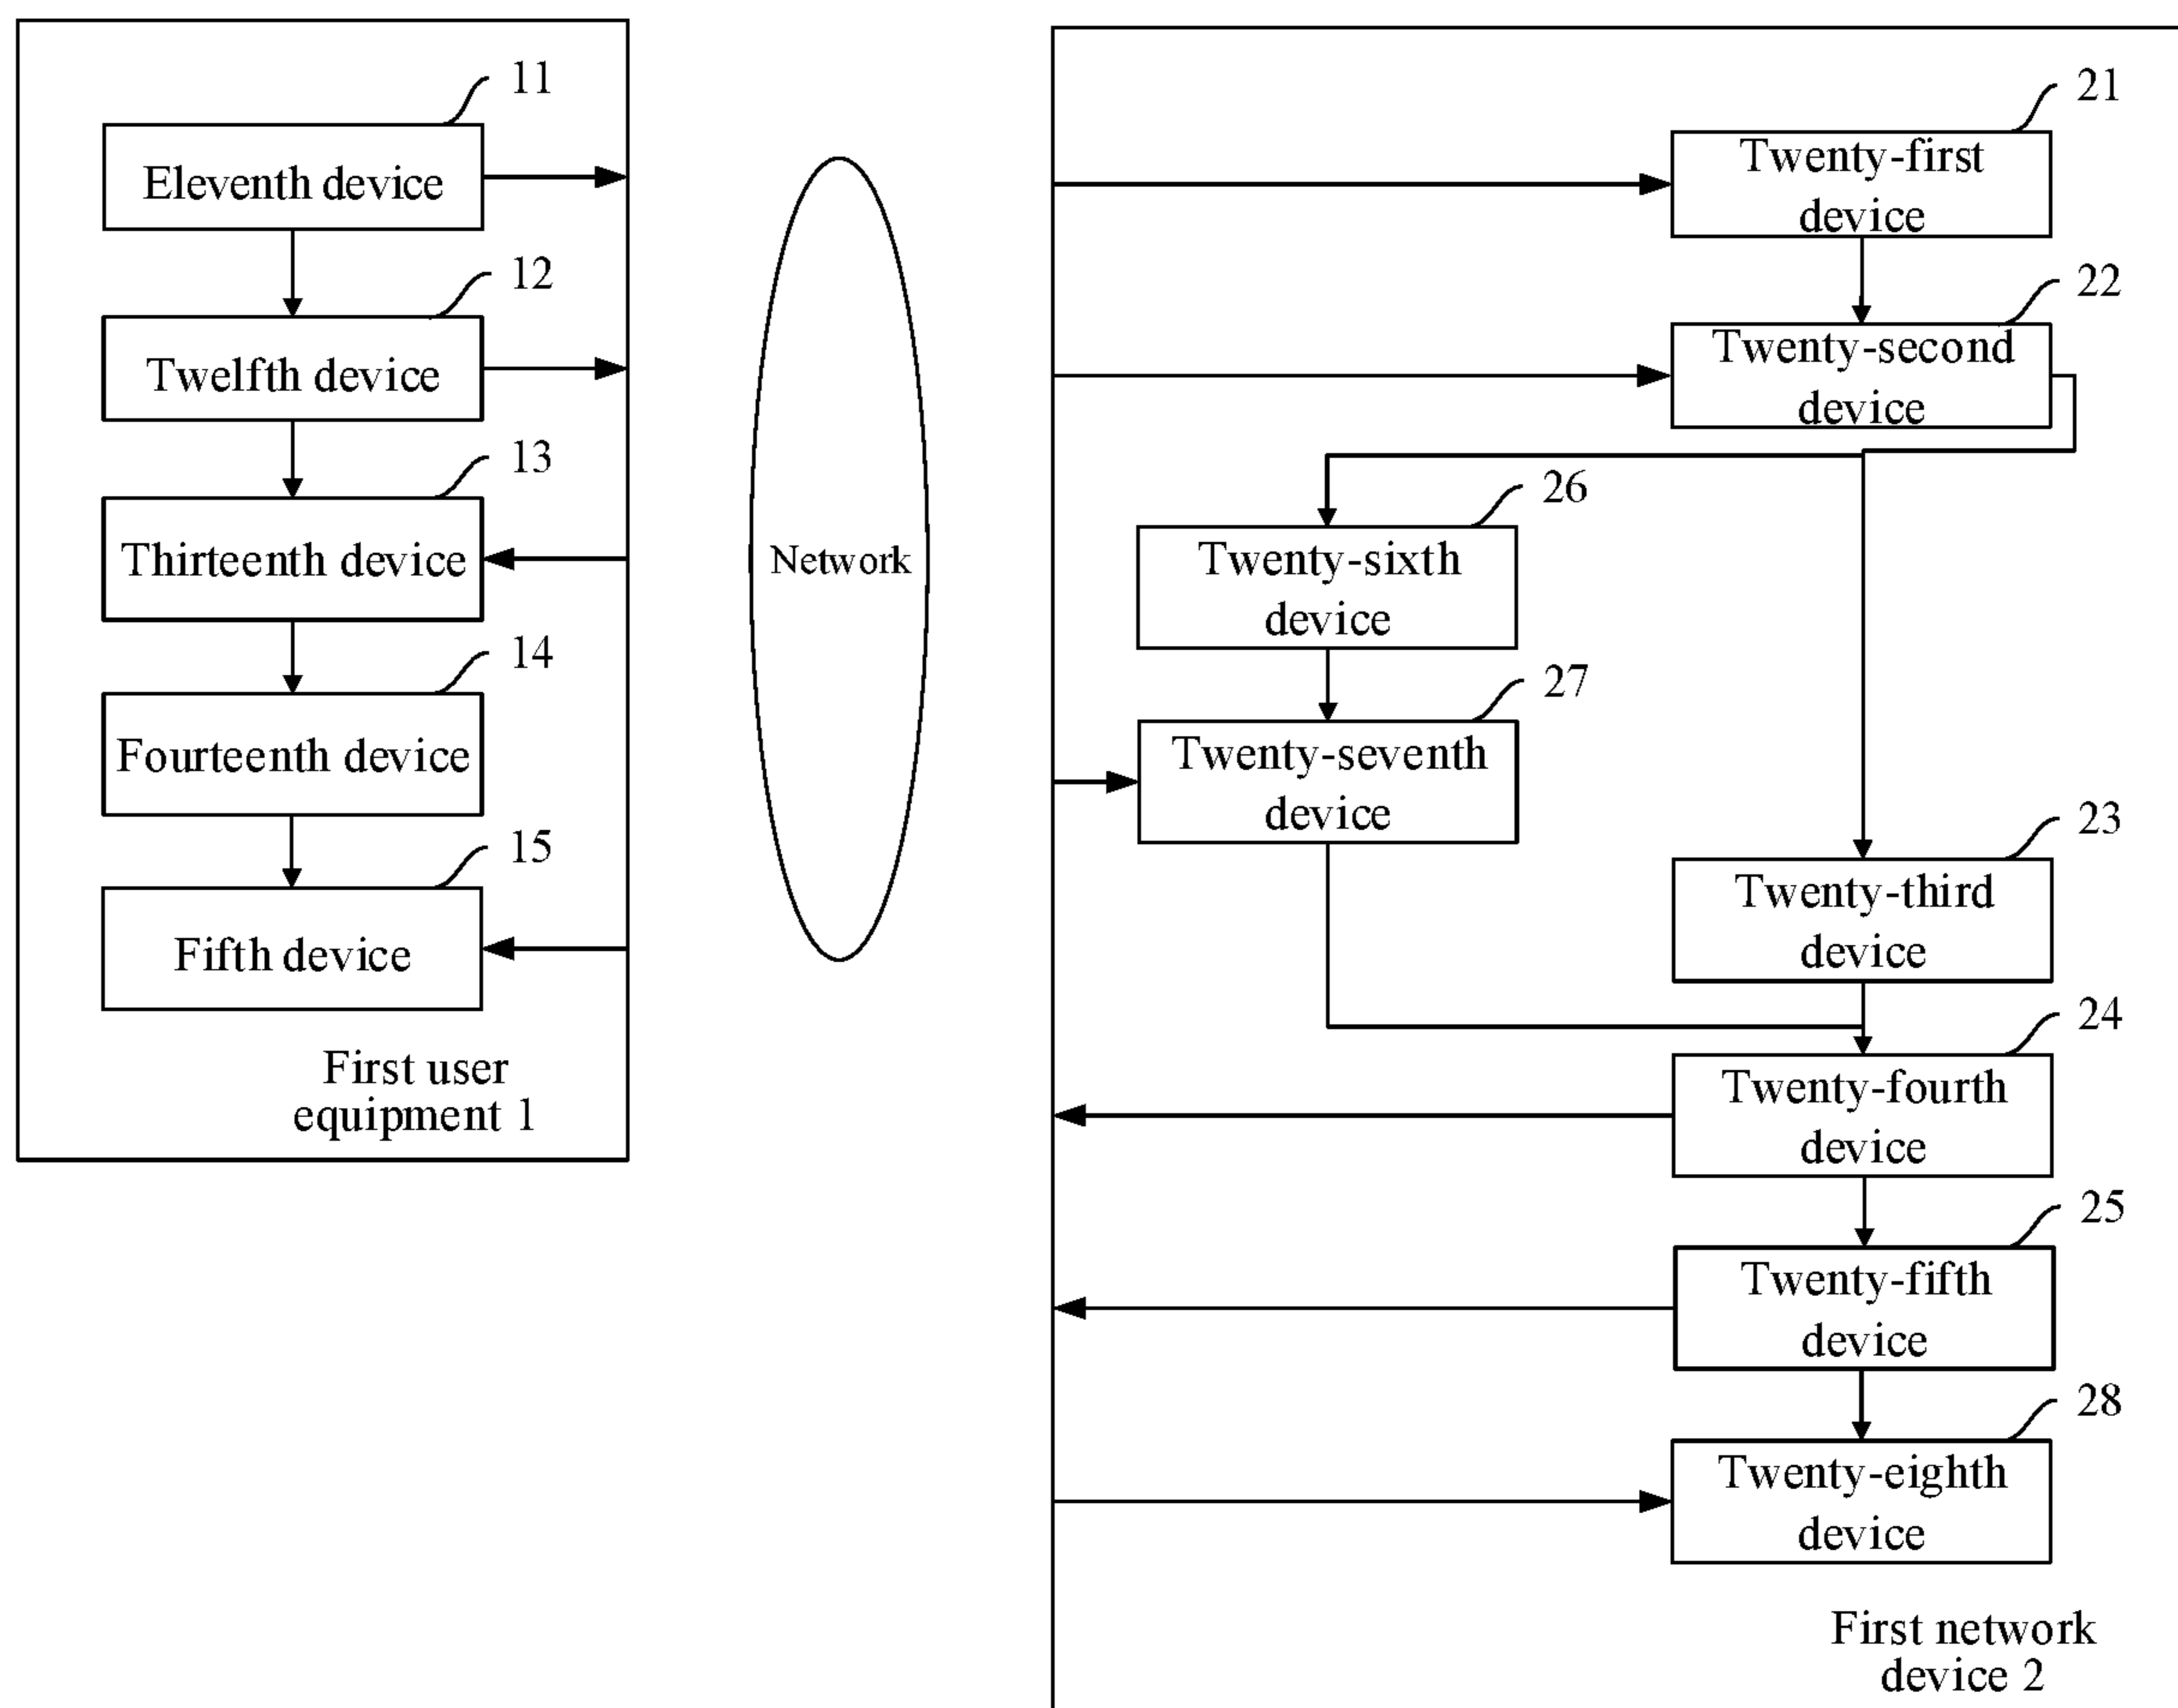 11
Eleventh device
12
Twelfth device
13
Thirteenth device
14
Fourteenth device
15
Fifth device
First user
equipment 1
Network
21
Twenty-first
device
22
Twenty-second
device
26
Twenty-sixth
device
27
Twenty-seventh
device
23
Twenty-third
device
24
Twenty-fourth
device
25
Twenty-fifth
device
28
Twenty-eighth
device
First network
device 2